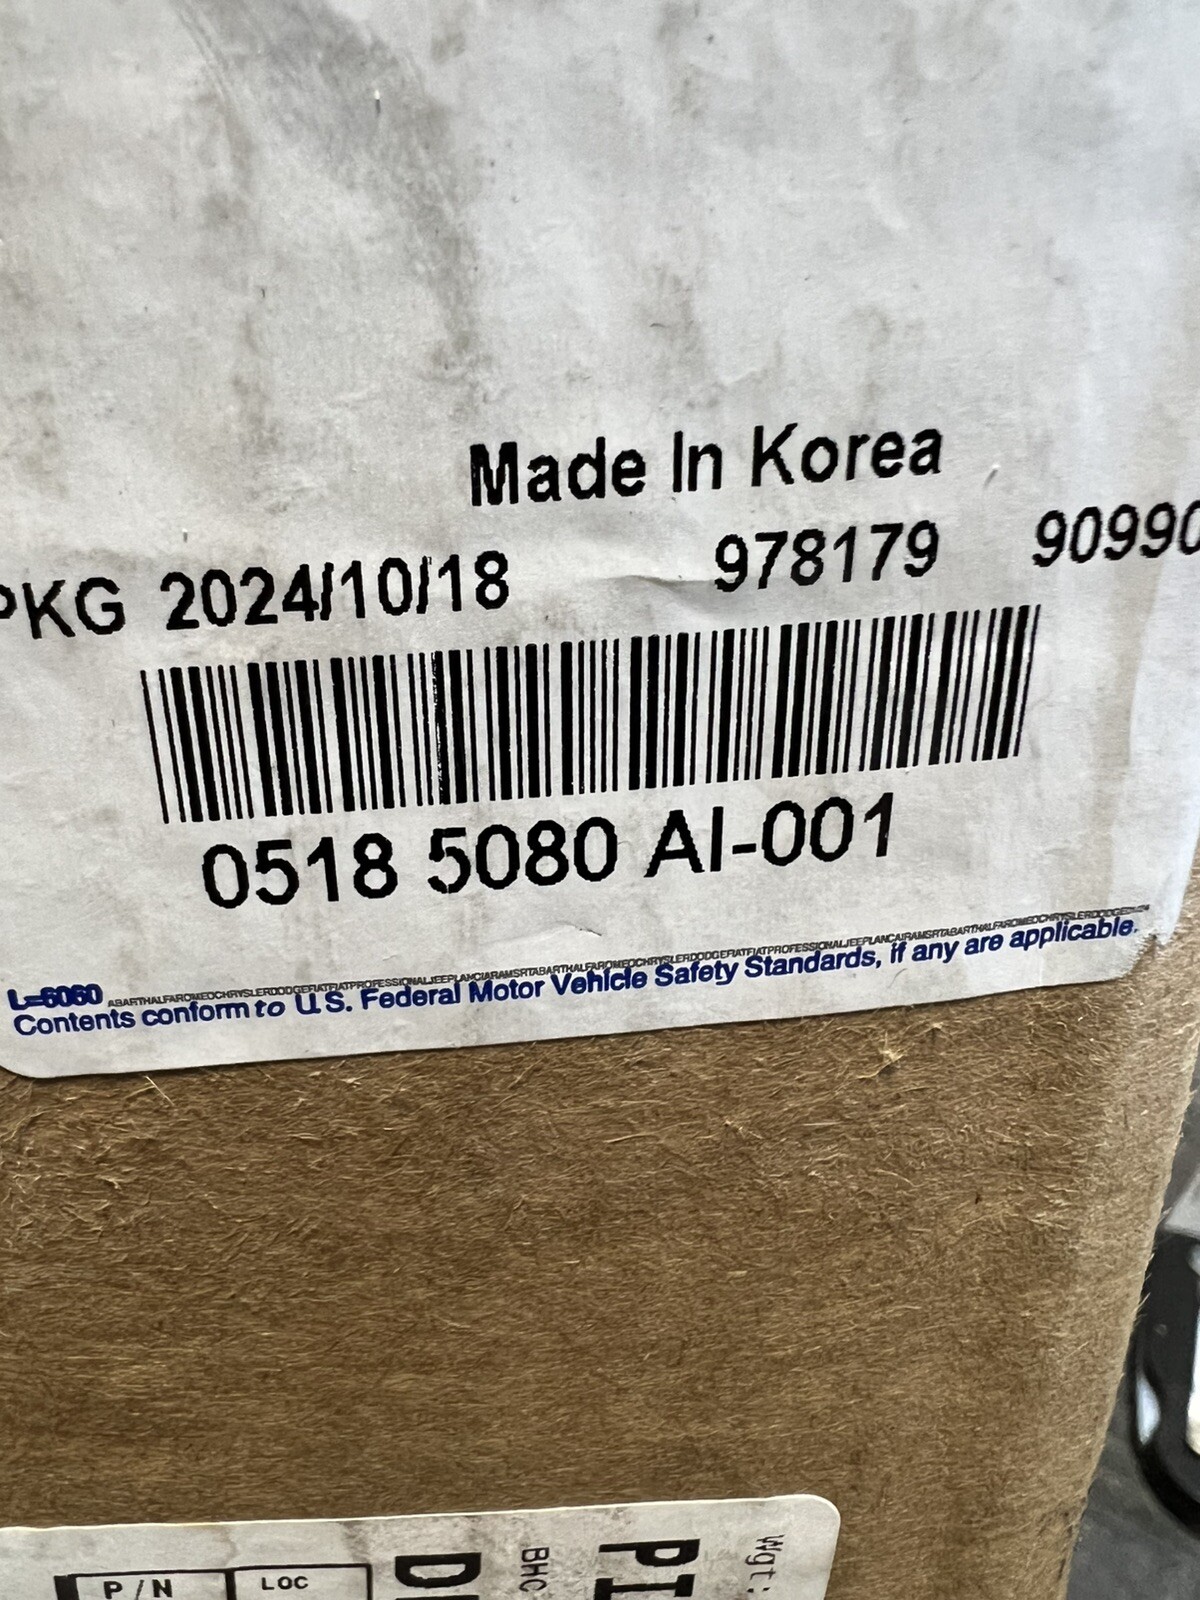 Made In Korea
PKG 2024/10/18 978179 90990
0518 5080 AI-001
L=6060
Contents conform to U.S. Federal Motor Vehicle Safety Standards, if any are applicable.
P/N LOC
BHC
Wgt: